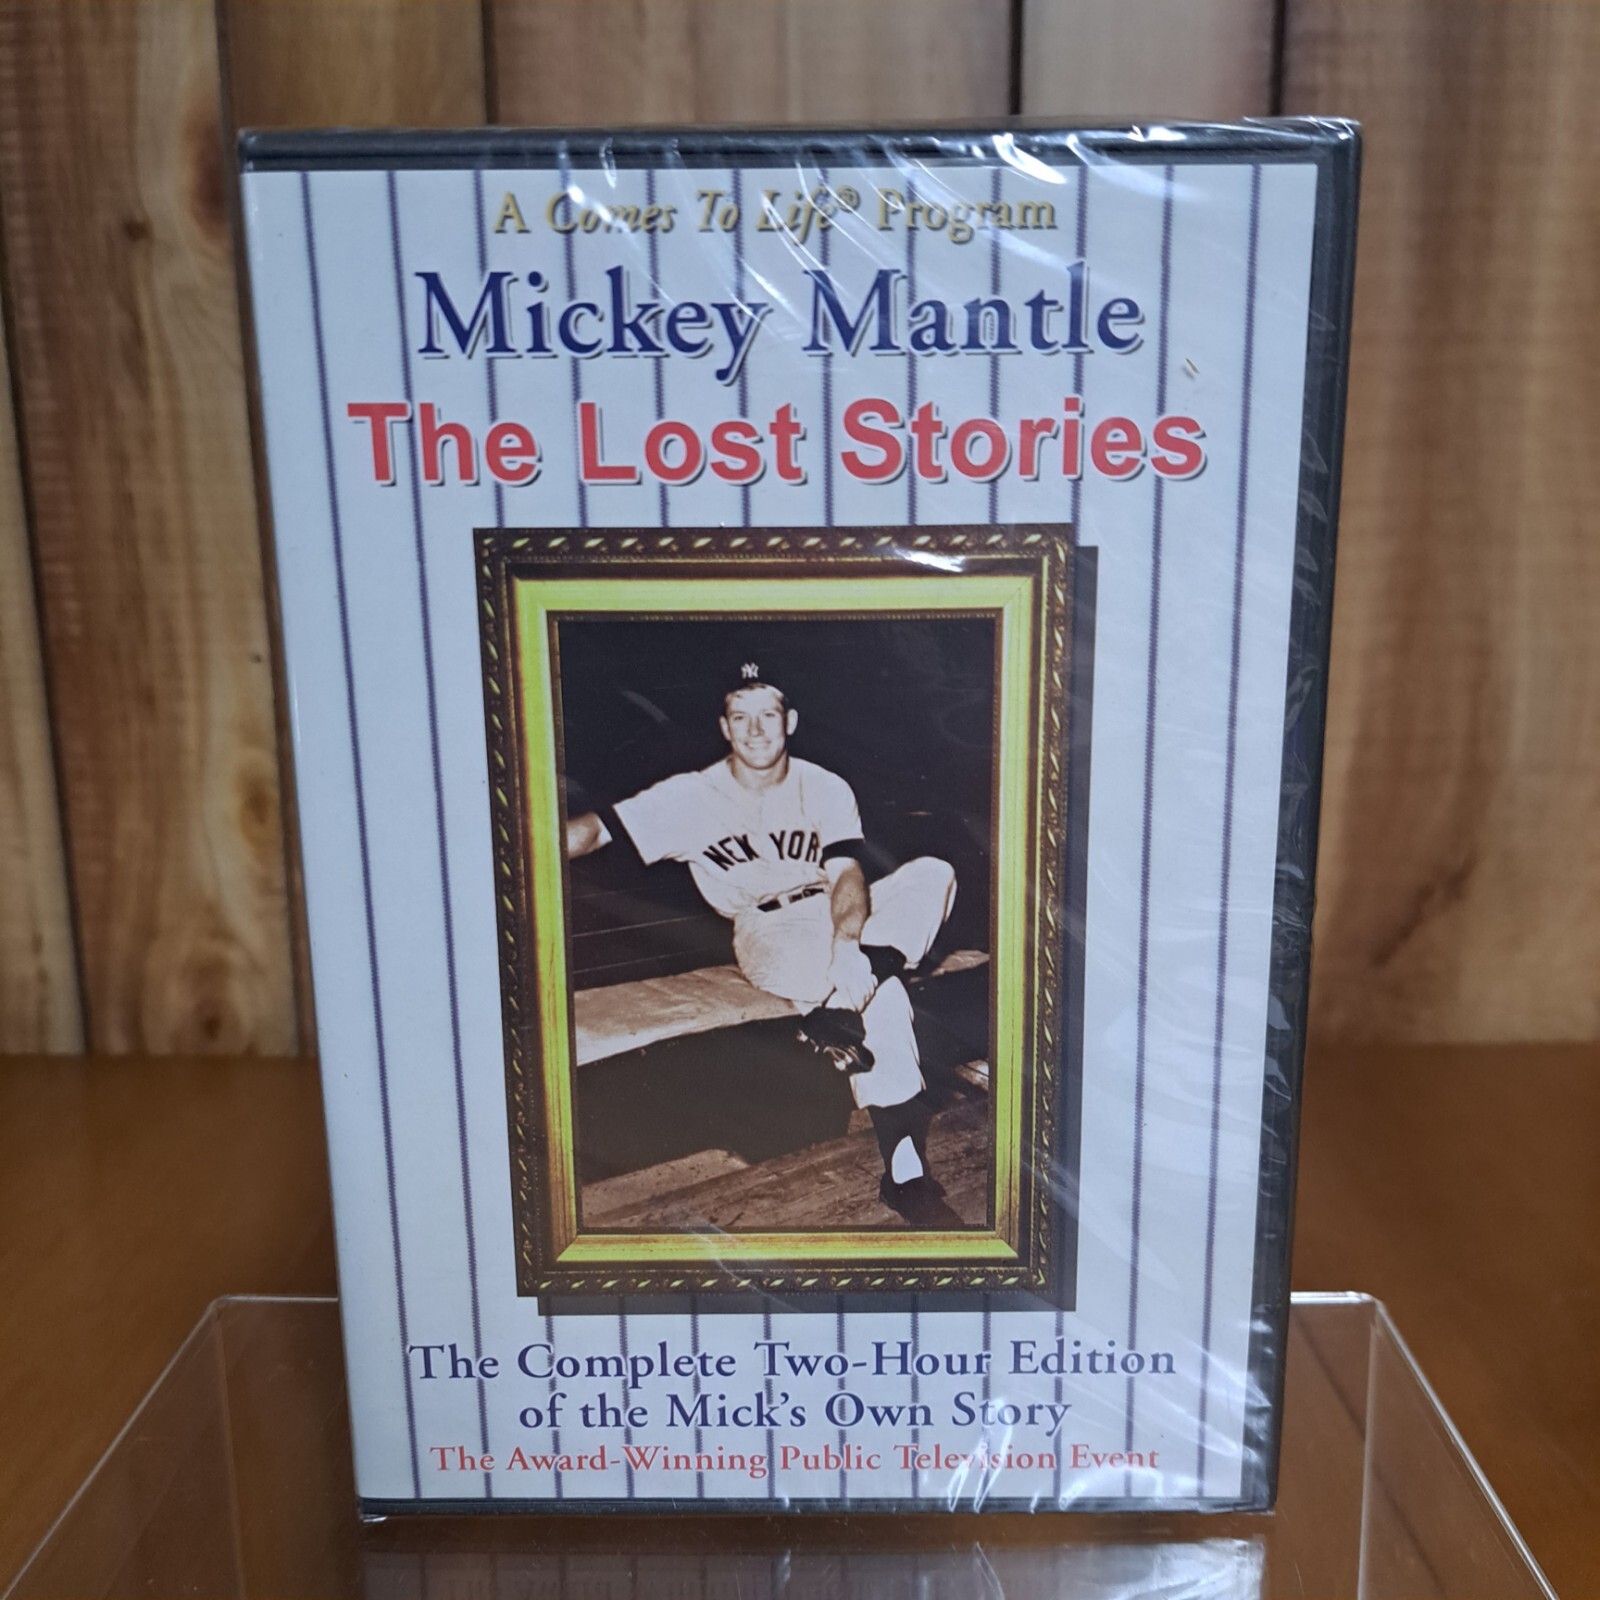 A Comes To Life® Program
Mickey Mantle
The Lost Stories
NY
NEW YORK
The Complete Two-Hour Edition
of the Mick's Own Story
The Award-Winning Public Television Event